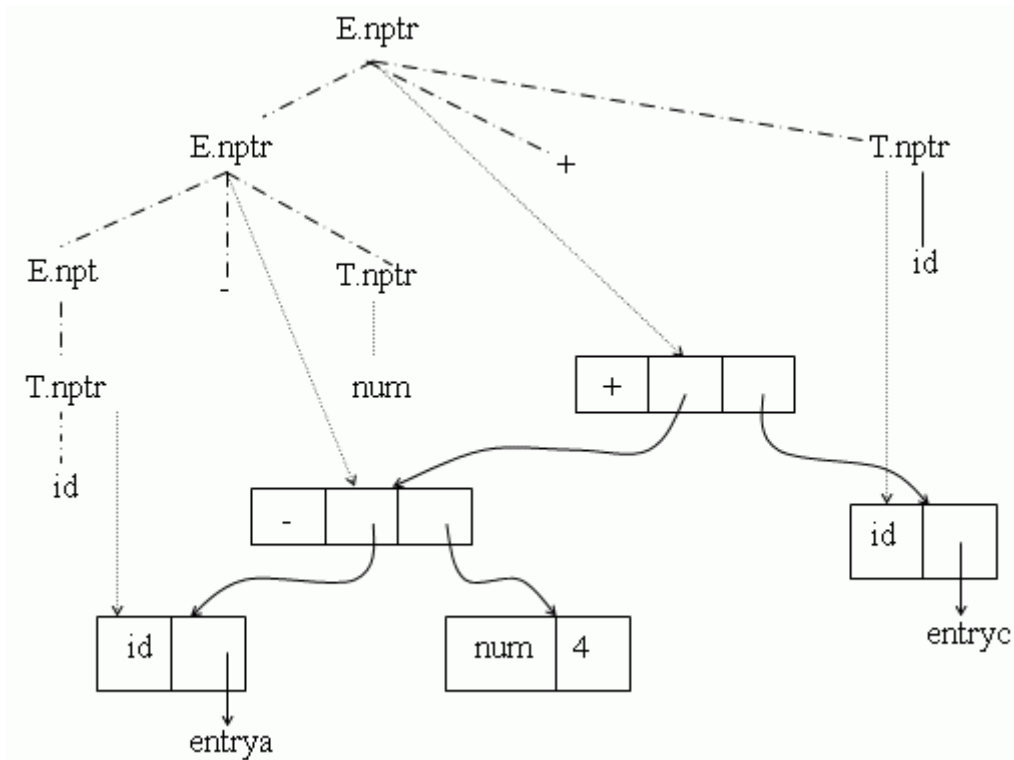 E.nptr
E.nptr
+
T.nptr
E.npt
-
T.nptr
id
T.nptr
num
+
id
-
id
id
num 4
entryc
entrya